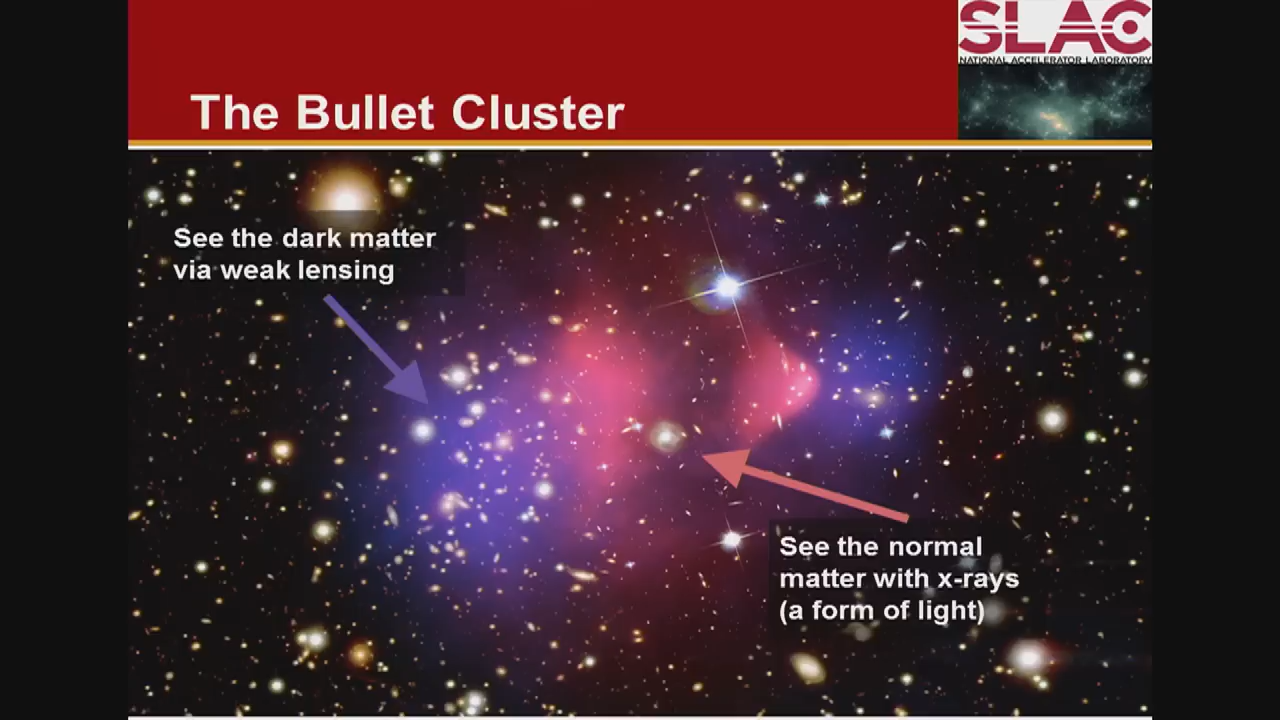 SLAC
NATIONAL ACCELERATOR LABORATORY
The Bullet Cluster
See the dark matter
via weak lensing
See the normal
matter with x-rays
(a form of light)